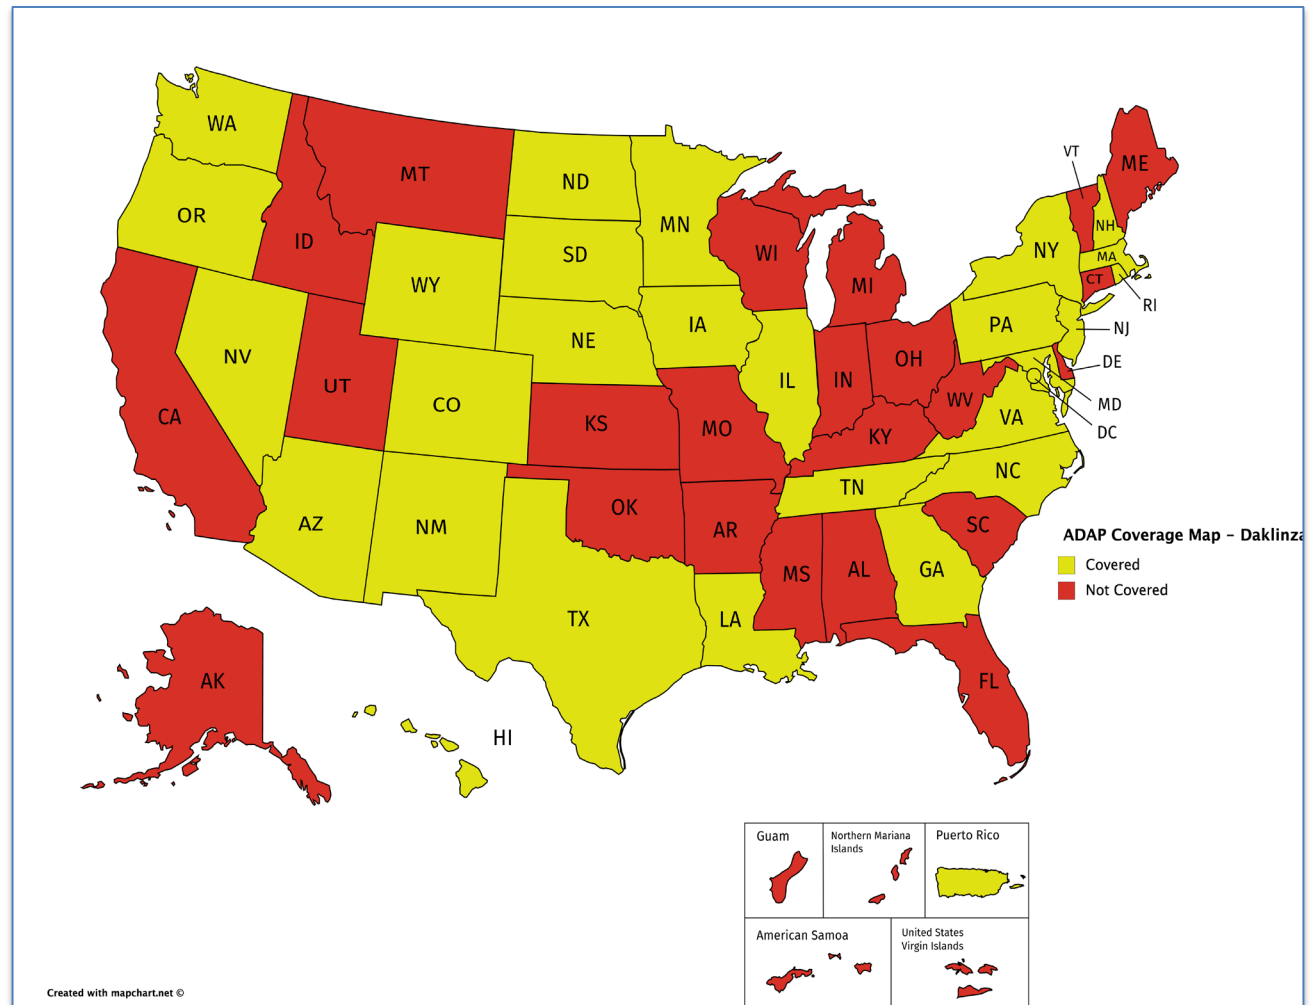 WA
MT
ME
VT
ND
OR
MN
NH
ID
SD
WI
NY
MA
WY
MI
CT
RI
IA
PA
NJ
NE
NV
OH
DE
UT
IL
IN
CO
WV
MD
CA
KS
MO
VA
DC
KY
NC
TN
OK
AZ
NM
AR
SC
ADAP Coverage Map – Daklinza
Covered
Not Covered
MS
AL
GA
TX
LA
AK
FL
HI
Guam
Northern Mariana
Islands
Puerto Rico
American Samoa
United States
Virgin Islands
Created with mapchart.net ©